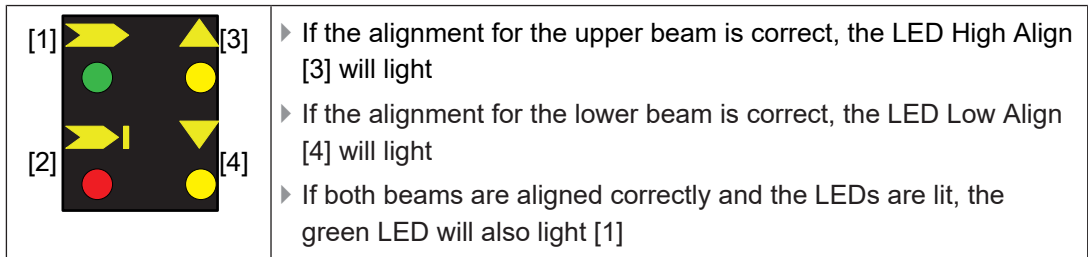 [1]
[3]
[2]
[4]
▶ If the alignment for the upper beam is correct, the LED High Align
[3] will light
▶ If the alignment for the lower beam is correct, the LED Low Align
[4] will light
▶ If both beams are aligned correctly and the LEDs are lit, the
green LED will also light [1]